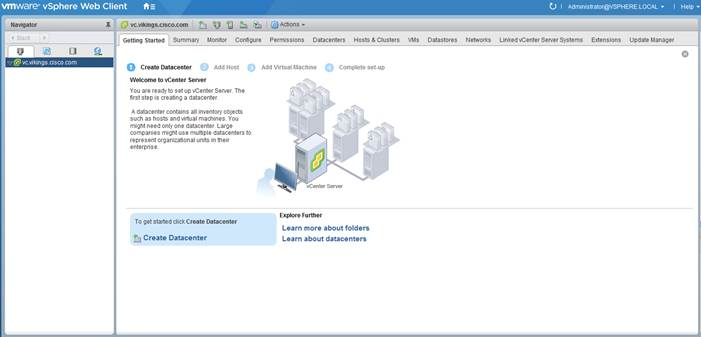 vmware® vSphere Web Client
Administrator@VSPHERE.LOCAL
Help
Navigator
Back
vc.vikings.cisco.com
vc.vikings.cisco.com
Actions
Getting Started
Summary
Monitor
Configure
Permissions
Datacenters
Hosts & Clusters
VMs
Datastores
Networks
Linked vCenter Server Systems
Extensions
Update Manager
1 Create Datacenter
2 Add Host
3 Add Virtual Machine
4 Complete set-up
Welcome to vCenter Server
You are ready to set up vCenter Server. The
first step is creating a datacenter.
A datacenter contains all inventory objects
such as hosts and virtual machines. You
might need only one datacenter. Large
companies might use multiple datacenters to
represent organizational units in their
enterprise.
vCenter Server
To get started click Create Datacenter
Create Datacenter
Explore Further
Learn more about folders
Learn about datacenters